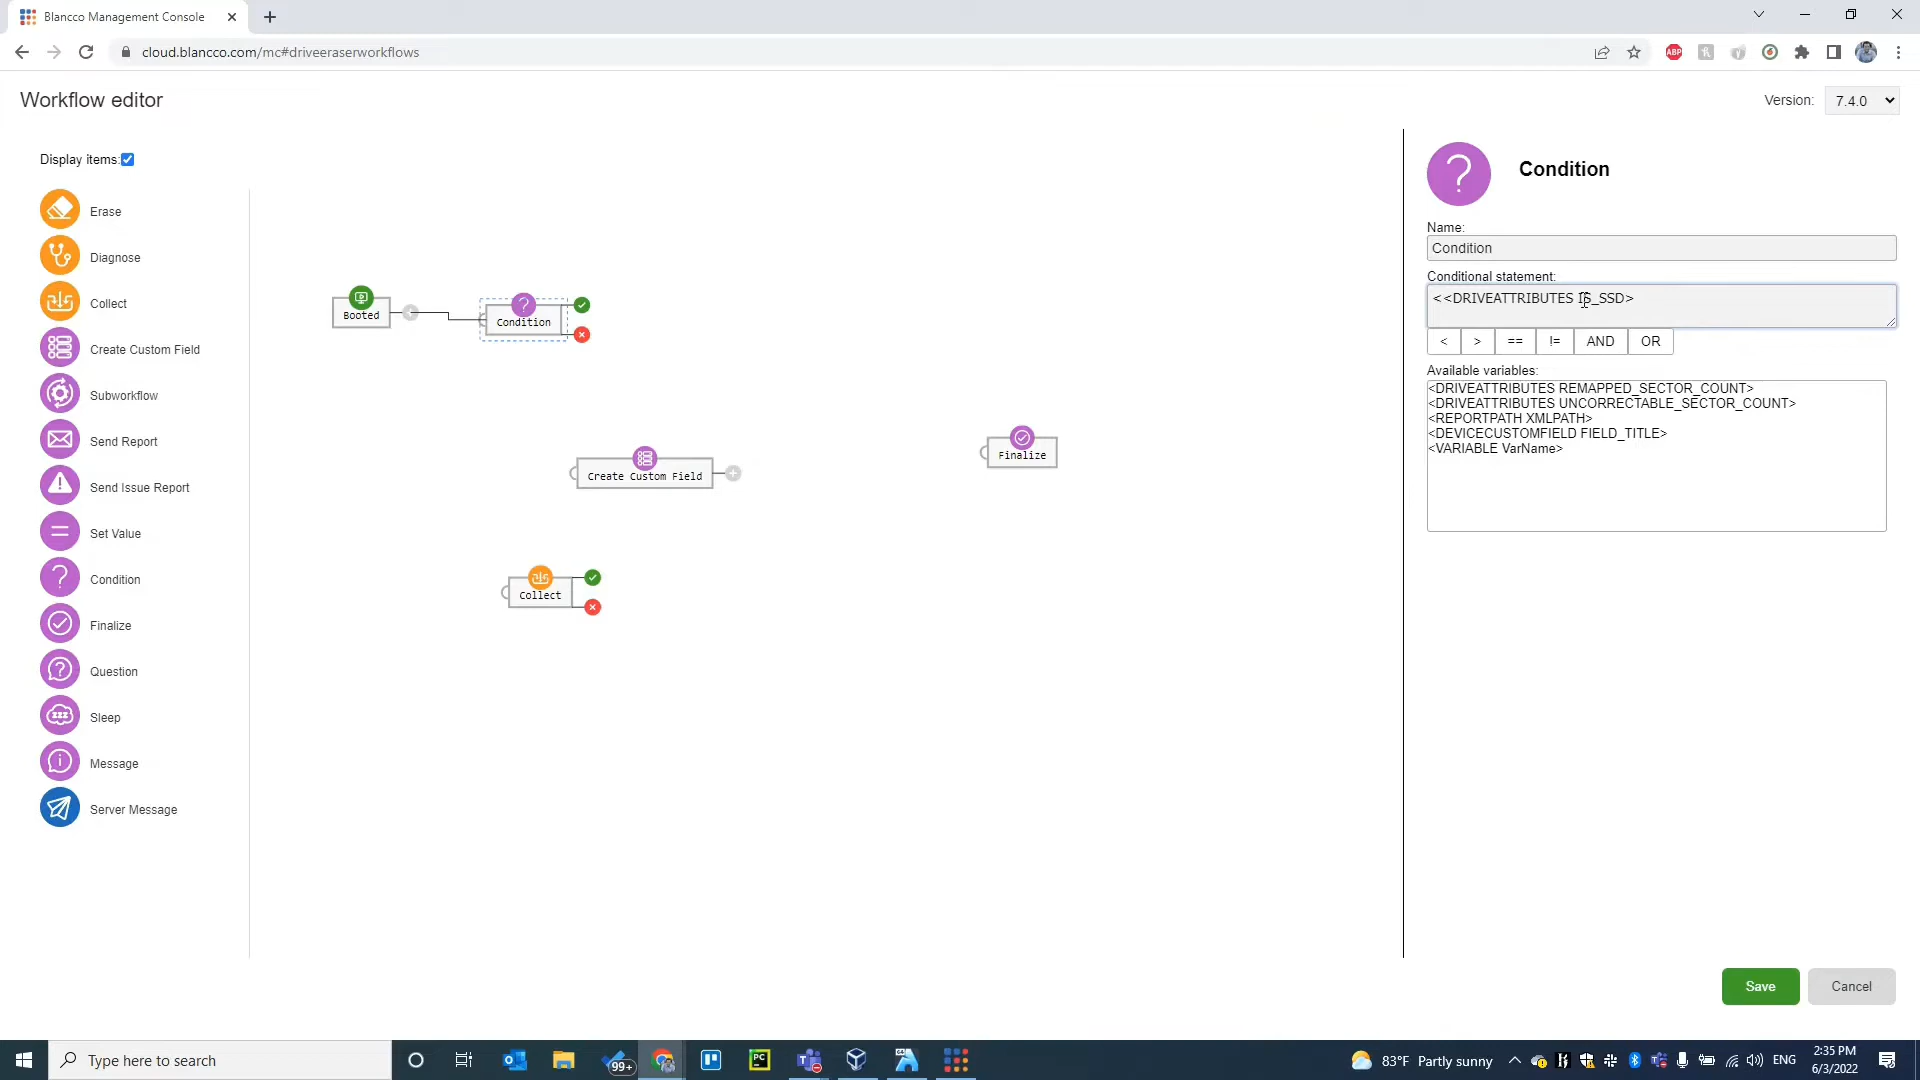 Blancco Management Console
cloud.blancco.com/mc#driveeraserworkflows
ABP
Workflow editor
Version: 7.4.0
Display items:
Erase
Diagnose
Collect
Create Custom Field
Subworkflow
Send Report
Send Issue Report
Set Value
Condition
Finalize
Question
Sleep
Message
Server Message
Booted
Condition
Create Custom Field
Finalize
Collect
Condition
Name:
Condition
Conditional statement:
<<DRIVEATTRIBUTES IS_SSD>
< > == != AND OR
Available variables:
<DRIVEATTRIBUTES REMAPPED_SECTOR_COUNT>
<DRIVEATTRIBUTES UNCORRECTABLE_SECTOR_COUNT>
<REPORTPATH XMLPATH>
<DEVICECUSTOMFIELD FIELD_TITLE>
<VARIABLE VarName>
Save Cancel
Type here to search
99+
PC
83°F Partly sunny
ENG
2:35 PM
6/3/2022